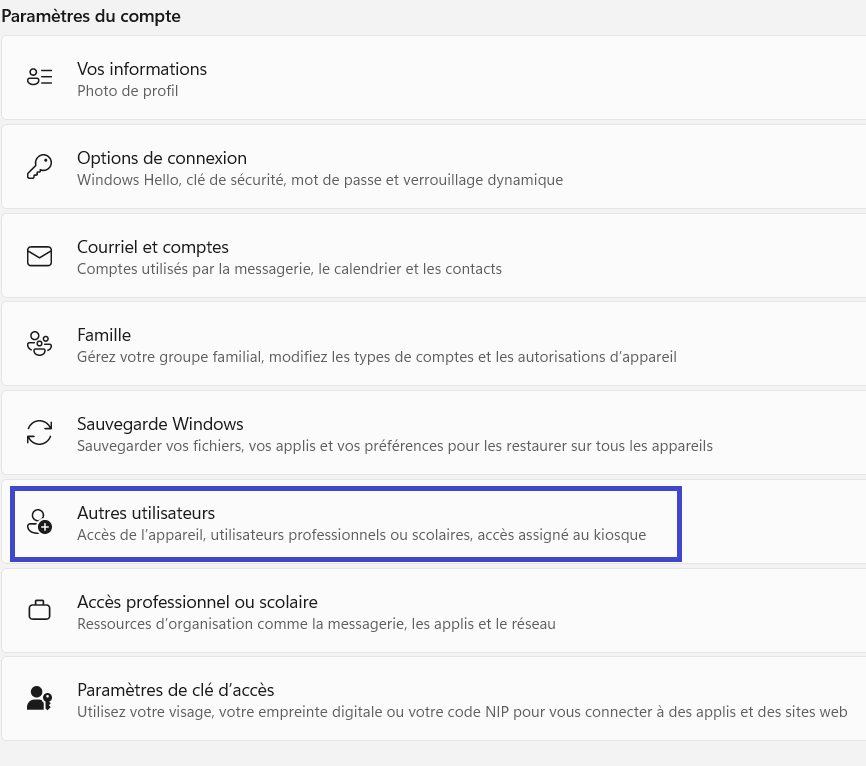 Paramètres du compte
Vos informations
Photo de profil
Options de connexion
Windows Hello, clé de sécurité, mot de passe et verrouillage dynamique
Courriel et comptes
Comptes utilisés par la messagerie, le calendrier et les contacts
Famille
Gérez votre groupe familial, modifiez les types de comptes et les autorisations d’appareil
Sauvegarde Windows
Sauvegarder vos fichiers, vos applis et vos préférences pour les restaurer sur tous les appareils
Autres utilisateurs
Accès de l’appareil, utilisateurs professionnels ou scolaires, accès assigné au kiosque
Accès professionnel ou scolaire
Ressources d’organisation comme la messagerie, les applis et le réseau
Paramètres de clé d’accès
Utilisez votre visage, votre empreinte digitale ou votre code NIP pour vous connecter à des applis et des sites web